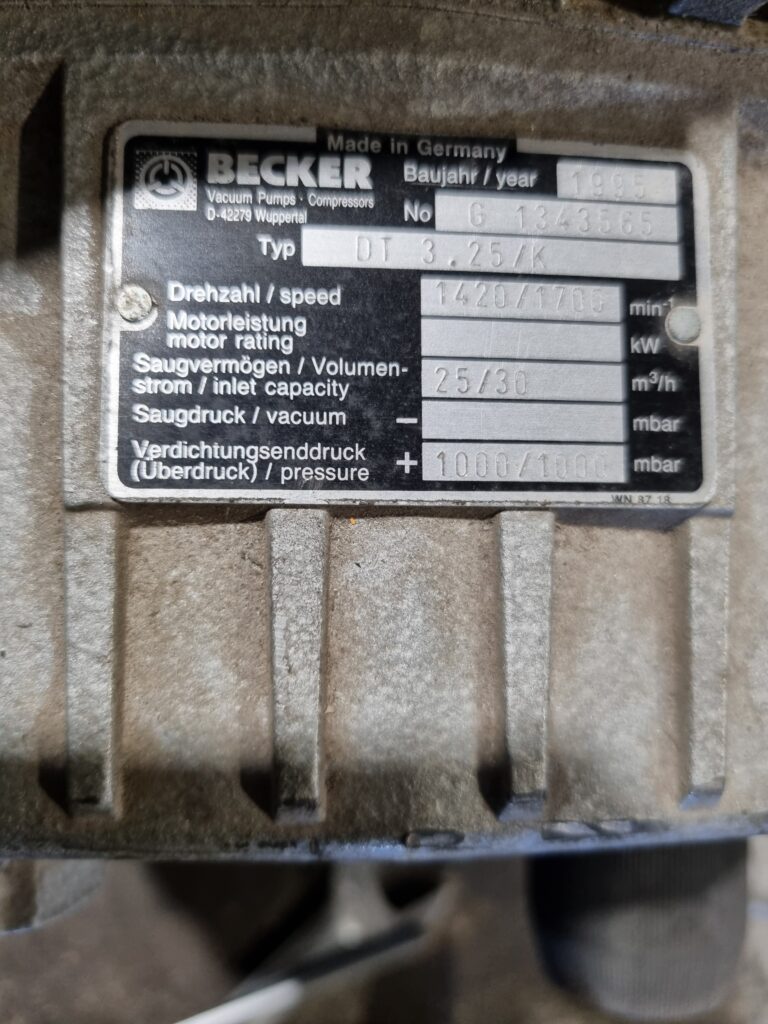 Made in Germany
BECKER
Vacuum Pumps · Compressors
D-42279 Wuppertal
Baujahr / year 1995
No G 1343565
Typ DT 3.25/K
Drehzahl / speed 1420/1700 min-1
Motorleistung
motor rating kW
Saugvermögen / Volumen-
strom / inlet capacity 25/30 m³/h
Saugdruck / vacuum – mbar
Verdichtungsenddruck
(Überdruck) / pressure + 1000/1000 mbar
WN 87 18